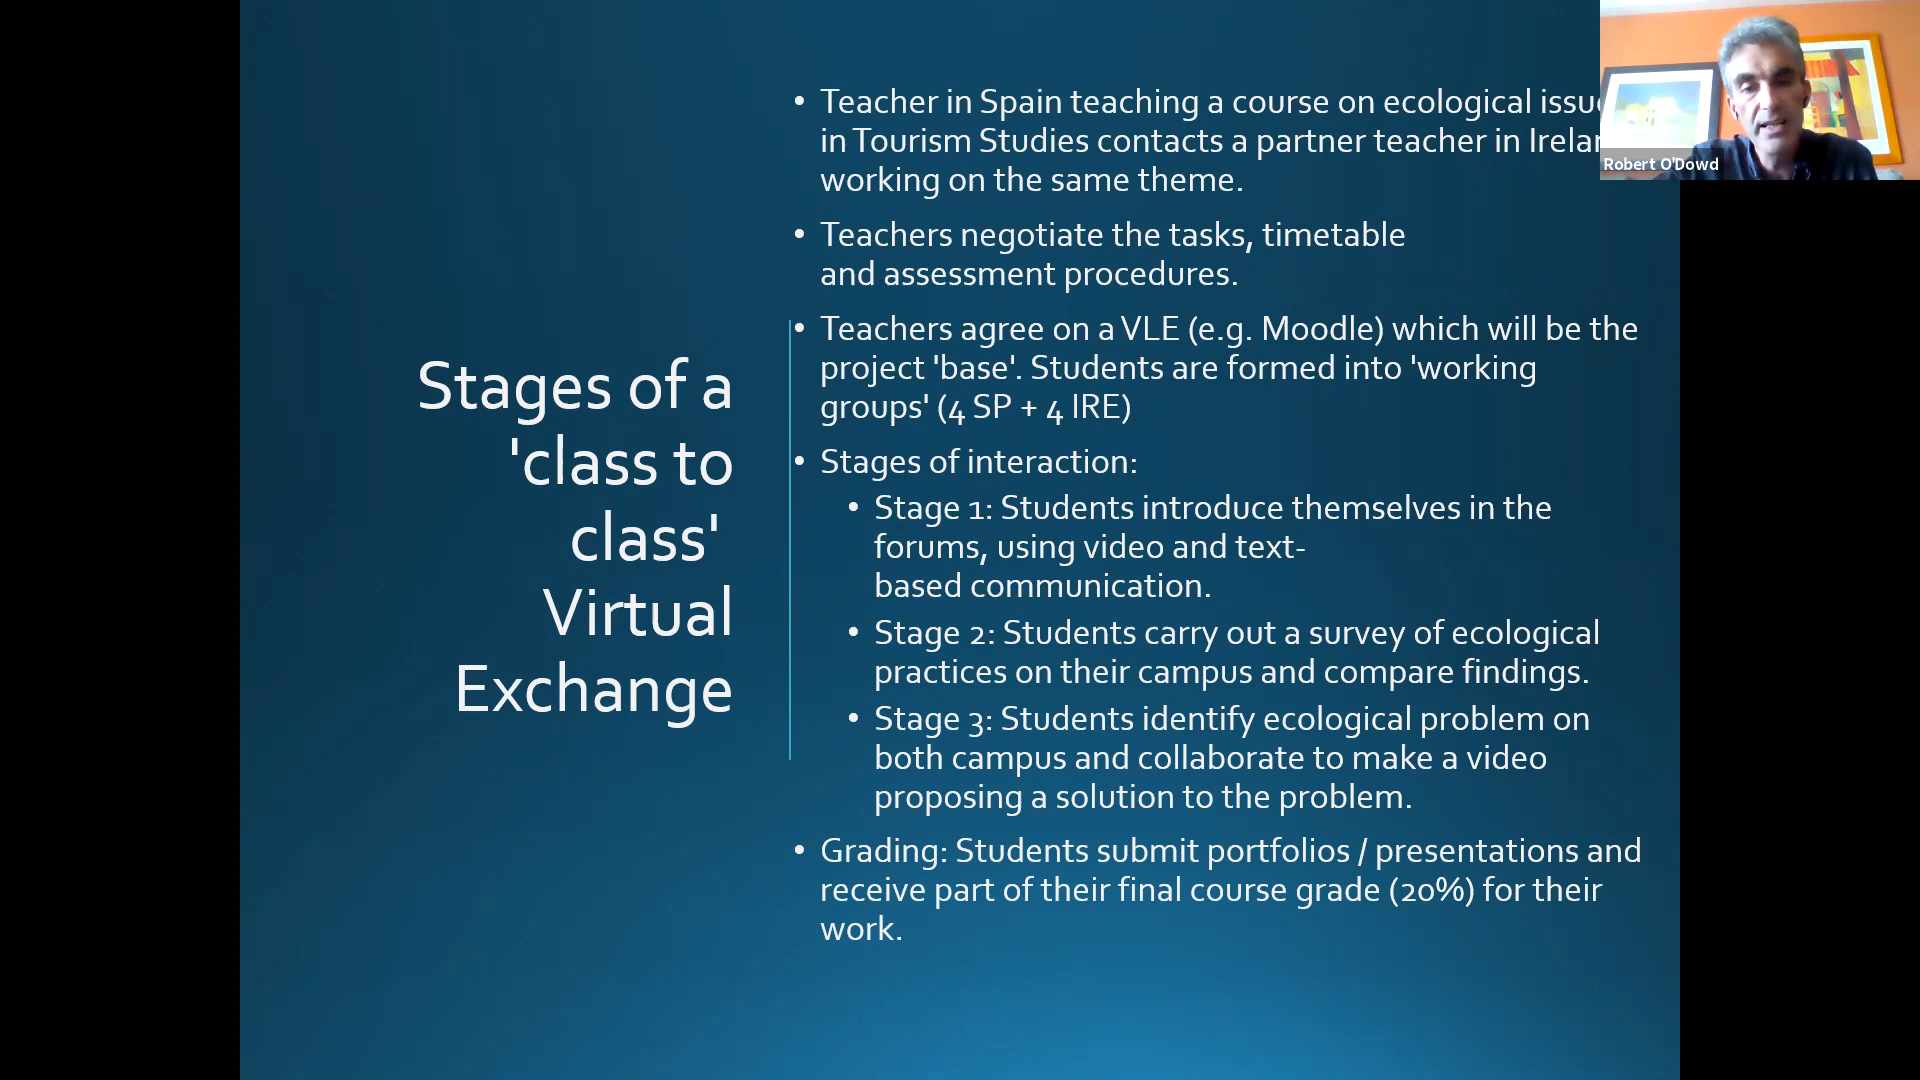 Stages of a
'class to
class'
Virtual
Exchange
• Teacher in Spain teaching a course on ecological
in Tourism Studies contacts a partner teacher in
working on the same theme.
• Teachers negotiate the tasks, timetable
and assessment procedures.
• Teachers agree on a VLE (e.g. Moodle) which will be the
project 'base'. Students are formed into 'working
groups' (4 SP + 4 IRE)
• Stages of interaction:
• Stage 1: Students introduce themselves in the
forums, using video and text-
based communication.
• Stage 2: Students carry out a survey of ecological
practices on their campus and compare findings.
• Stage 3: Students identify ecological problem on
both campus and collaborate to make a video
proposing a solution to the problem.
• Grading: Students submit portfolios / presentations and
receive part of their final course grade (20%) for their
work.
Robert O'Dowd